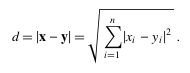 d = |𝐱 − 𝐲| = √(∑_{i=1}^{n} |x_i − y_i|²) .